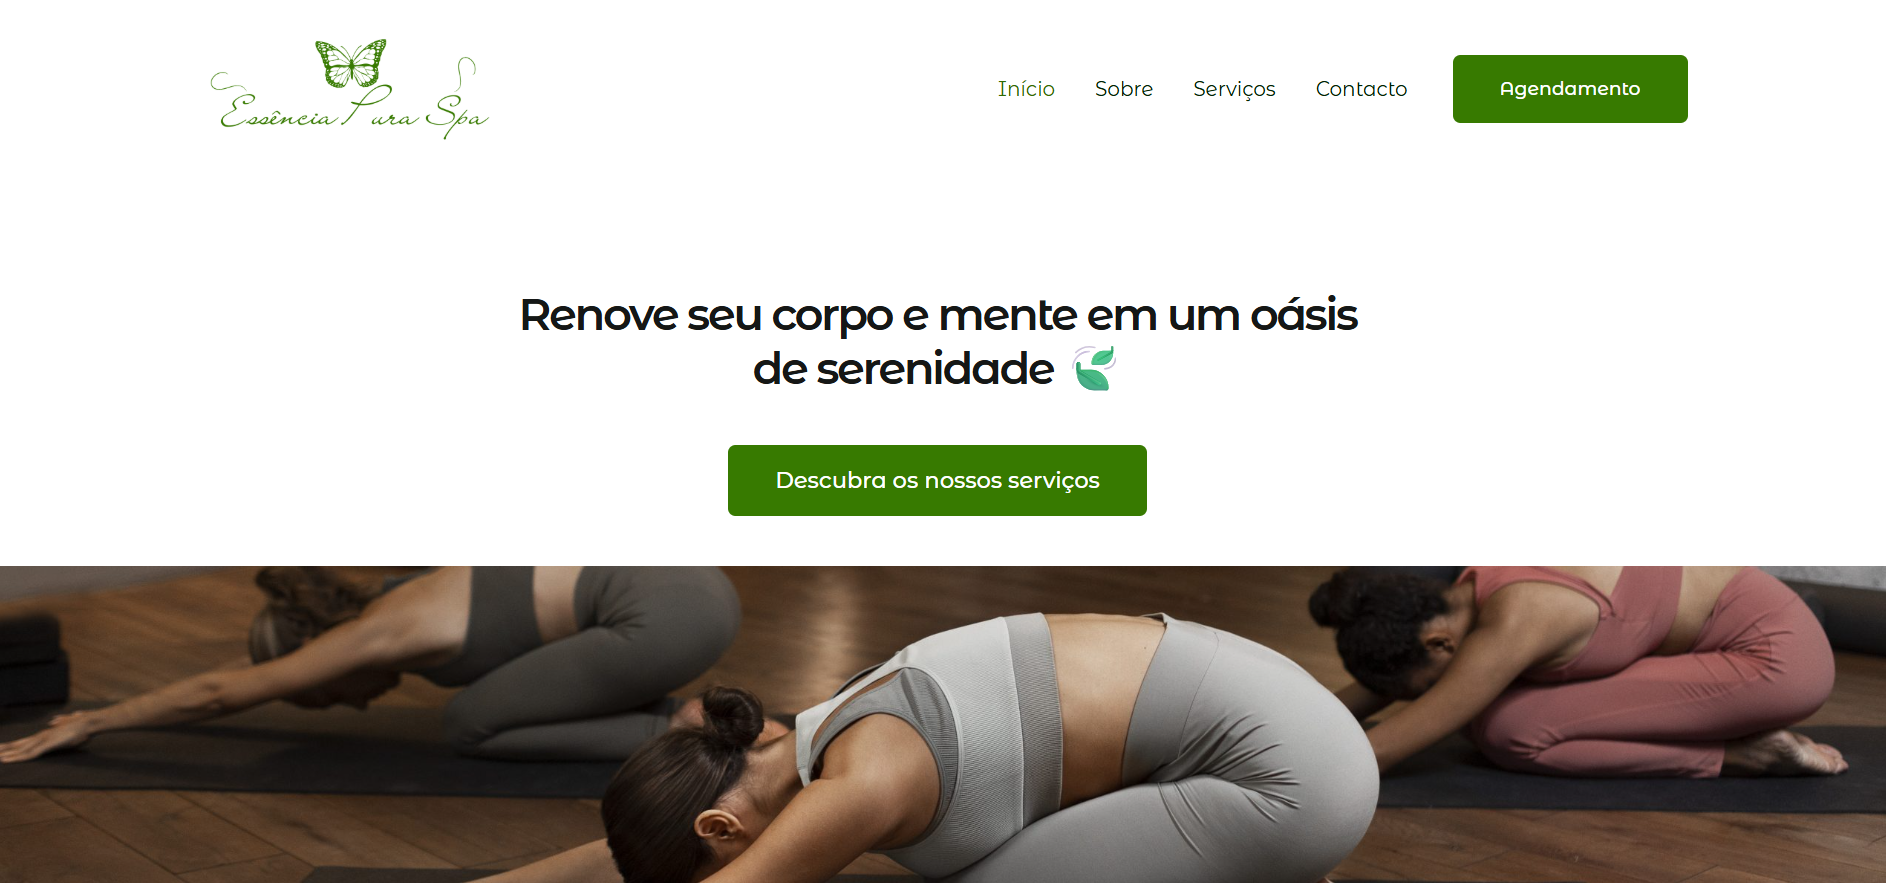 Essência Pura Spa
Início Sobre Serviços Contacto Agendamento
Renove seu corpo e mente em um oásis
de serenidade
Descubra os nossos serviços